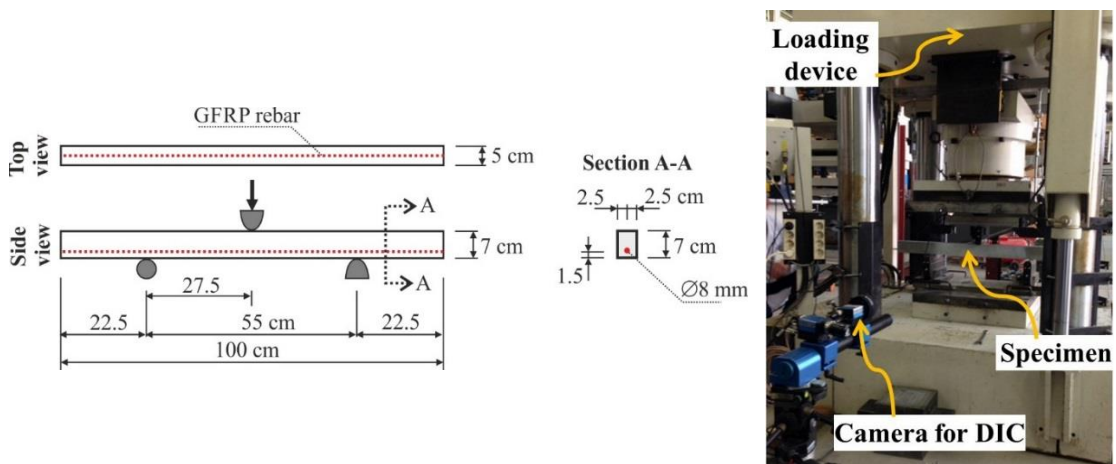 GFRP rebar
Top
view
5 cm
Side
view
A
A
7 cm
27.5
22.5
55 cm
22.5
100 cm
Section A-A
2.5
2.5 cm
7 cm
1.5
∅8 mm
Loading
device
Specimen
Camera for DIC